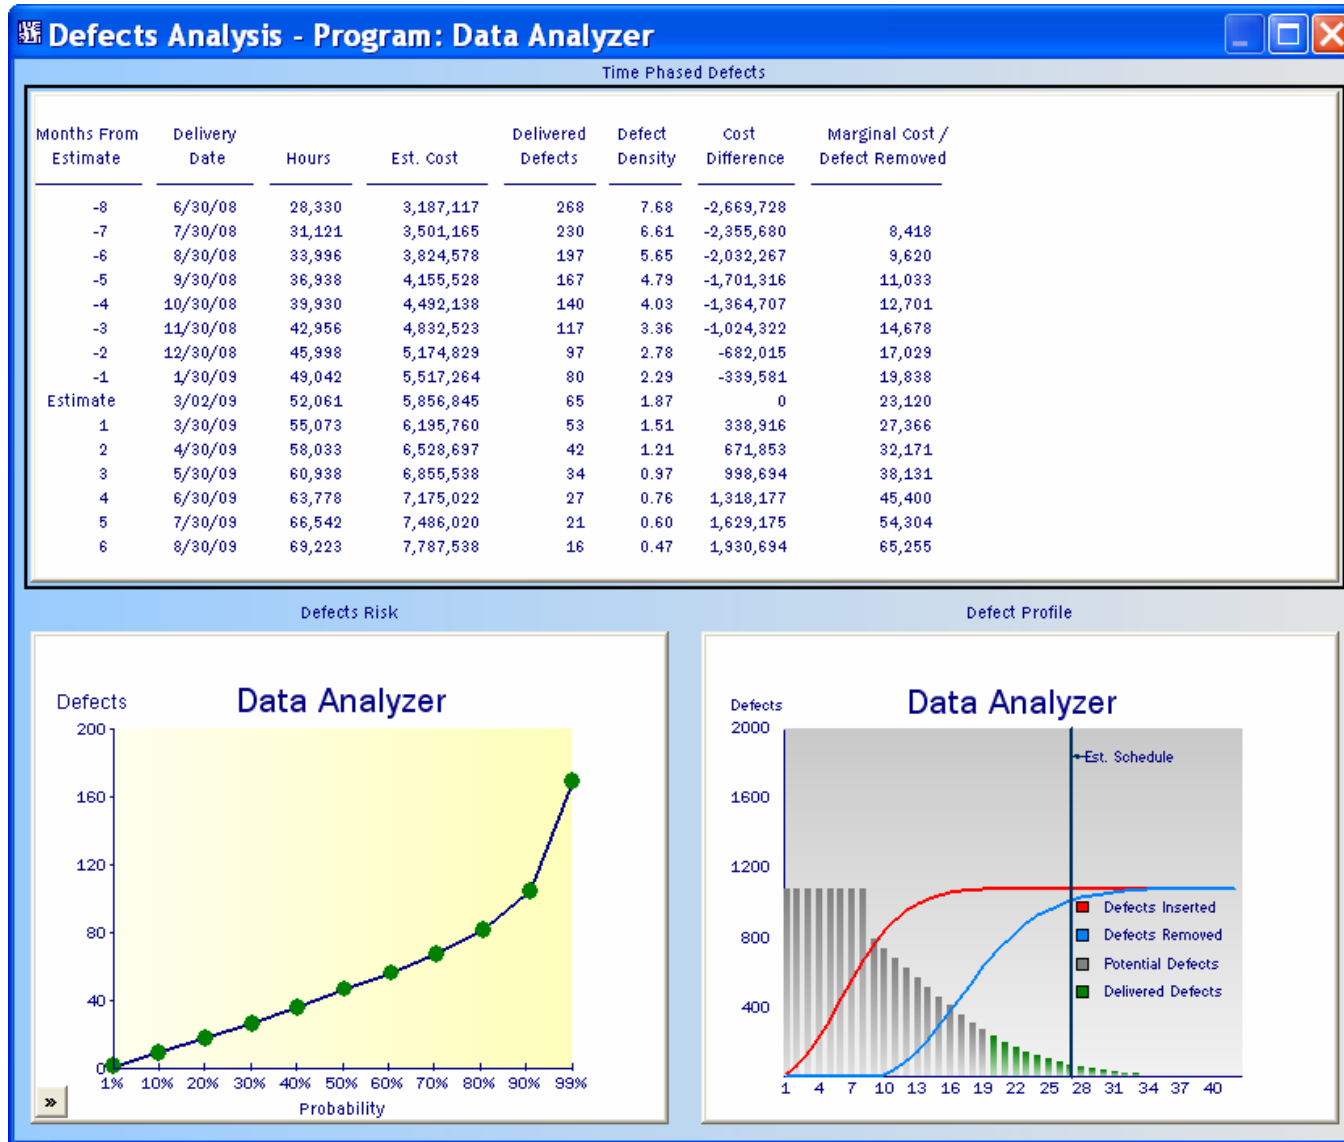 Defects Analysis - Program: Data Analyzer
Time Phased Defects
Months From Delivery Delivered Defect Cost Marginal Cost /
Estimate Date Hours Est. Cost Defects Density Difference Defect Removed
-8 6/30/08 28,330 3,187,117 268 7.68 -2,669,728
-7 7/30/08 31,121 3,501,165 230 6.61 -2,355,680 8,418
-6 8/30/08 33,996 3,824,578 197 5.65 -2,032,267 9,620
-5 9/30/08 36,938 4,155,528 167 4.79 -1,701,316 11,033
-4 10/30/08 39,930 4,492,138 140 4.03 -1,364,707 12,701
-3 11/30/08 42,956 4,832,523 117 3.36 -1,024,322 14,678
-2 12/30/08 45,998 5,174,829 97 2.78 -682,015 17,029
-1 1/30/09 49,042 5,517,264 80 2.29 -339,581 19,838
Estimate 3/02/09 52,061 5,856,845 65 1.87 0 23,120
1 3/30/09 55,073 6,195,760 53 1.51 338,916 27,366
2 4/30/09 58,033 6,528,697 42 1.21 671,853 32,171
3 5/30/09 60,938 6,855,538 34 0.97 998,694 38,131
4 6/30/09 63,778 7,175,022 27 0.76 1,318,177 45,400
5 7/30/09 66,542 7,486,020 21 0.60 1,629,175 54,304
6 8/30/09 69,223 7,787,538 16 0.47 1,930,694 65,255
Defects Risk
Data Analyzer
Defects
200
160
120
80
40
0
1% 10% 20% 30% 40% 50% 60% 70% 80% 90% 99%
Probability
»
Defect Profile
Data Analyzer
Defects
2000
Est. Schedule
1600
1200
Defects Inserted
800
Defects Removed
Potential Defects
Delivered Defects
400
1 4 7 10 13 16 19 22 25 28 31 34 37 40